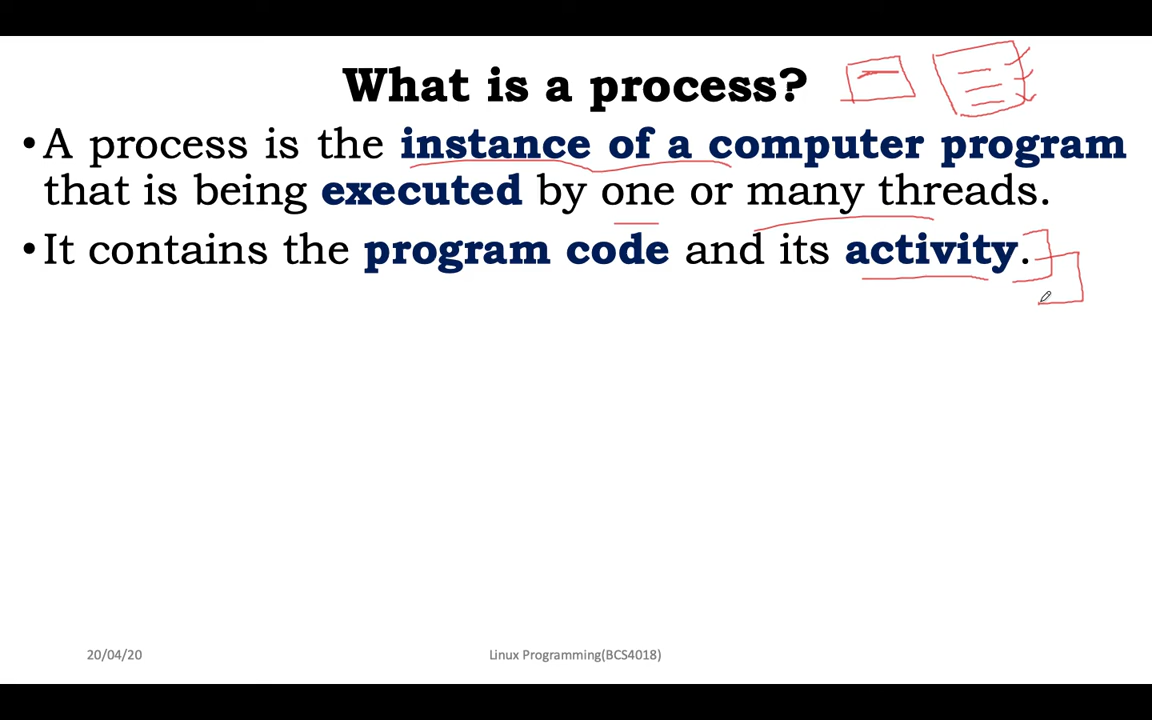 What is a process?
•A process is the instance of a computer program
that is being executed by one or many threads.
•It contains the program code and its activity.
20/04/20
Linux Programming(BCS4018)